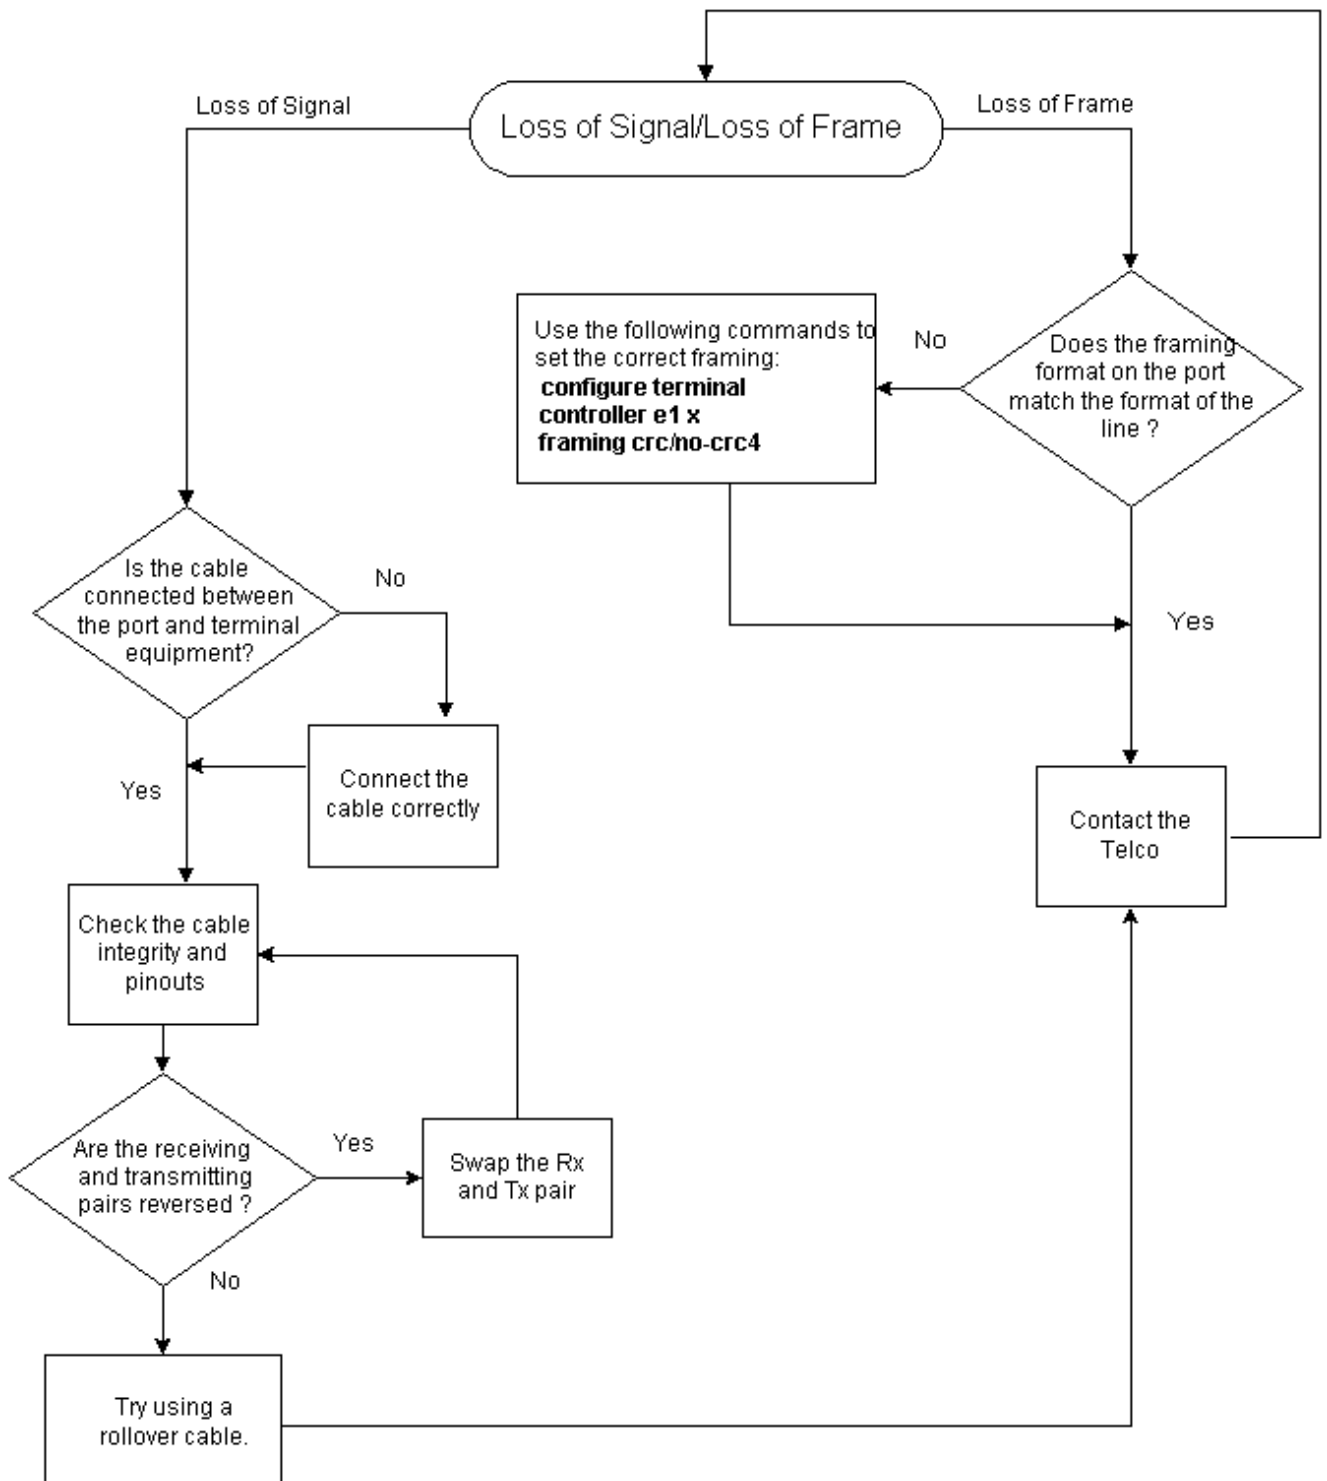 Loss of Signal
Loss of Signal/Loss of Frame
Loss of Frame
Use the following commands to
set the correct framing:
configure terminal
controller e1 x
framing crc/no-crc4
No
Does the framing
format on the port
match the format of the
line ?
Yes
Is the cable
connected between
the port and terminal
equipment?
No
Yes
Connect the
cable correctly
Contact the
Telco
Check the cable
integrity and
pinouts
Are the receiving
and transmitting
pairs reversed ?
Yes
Swap the Rx
and Tx pair
No
Try using a
rollover cable.